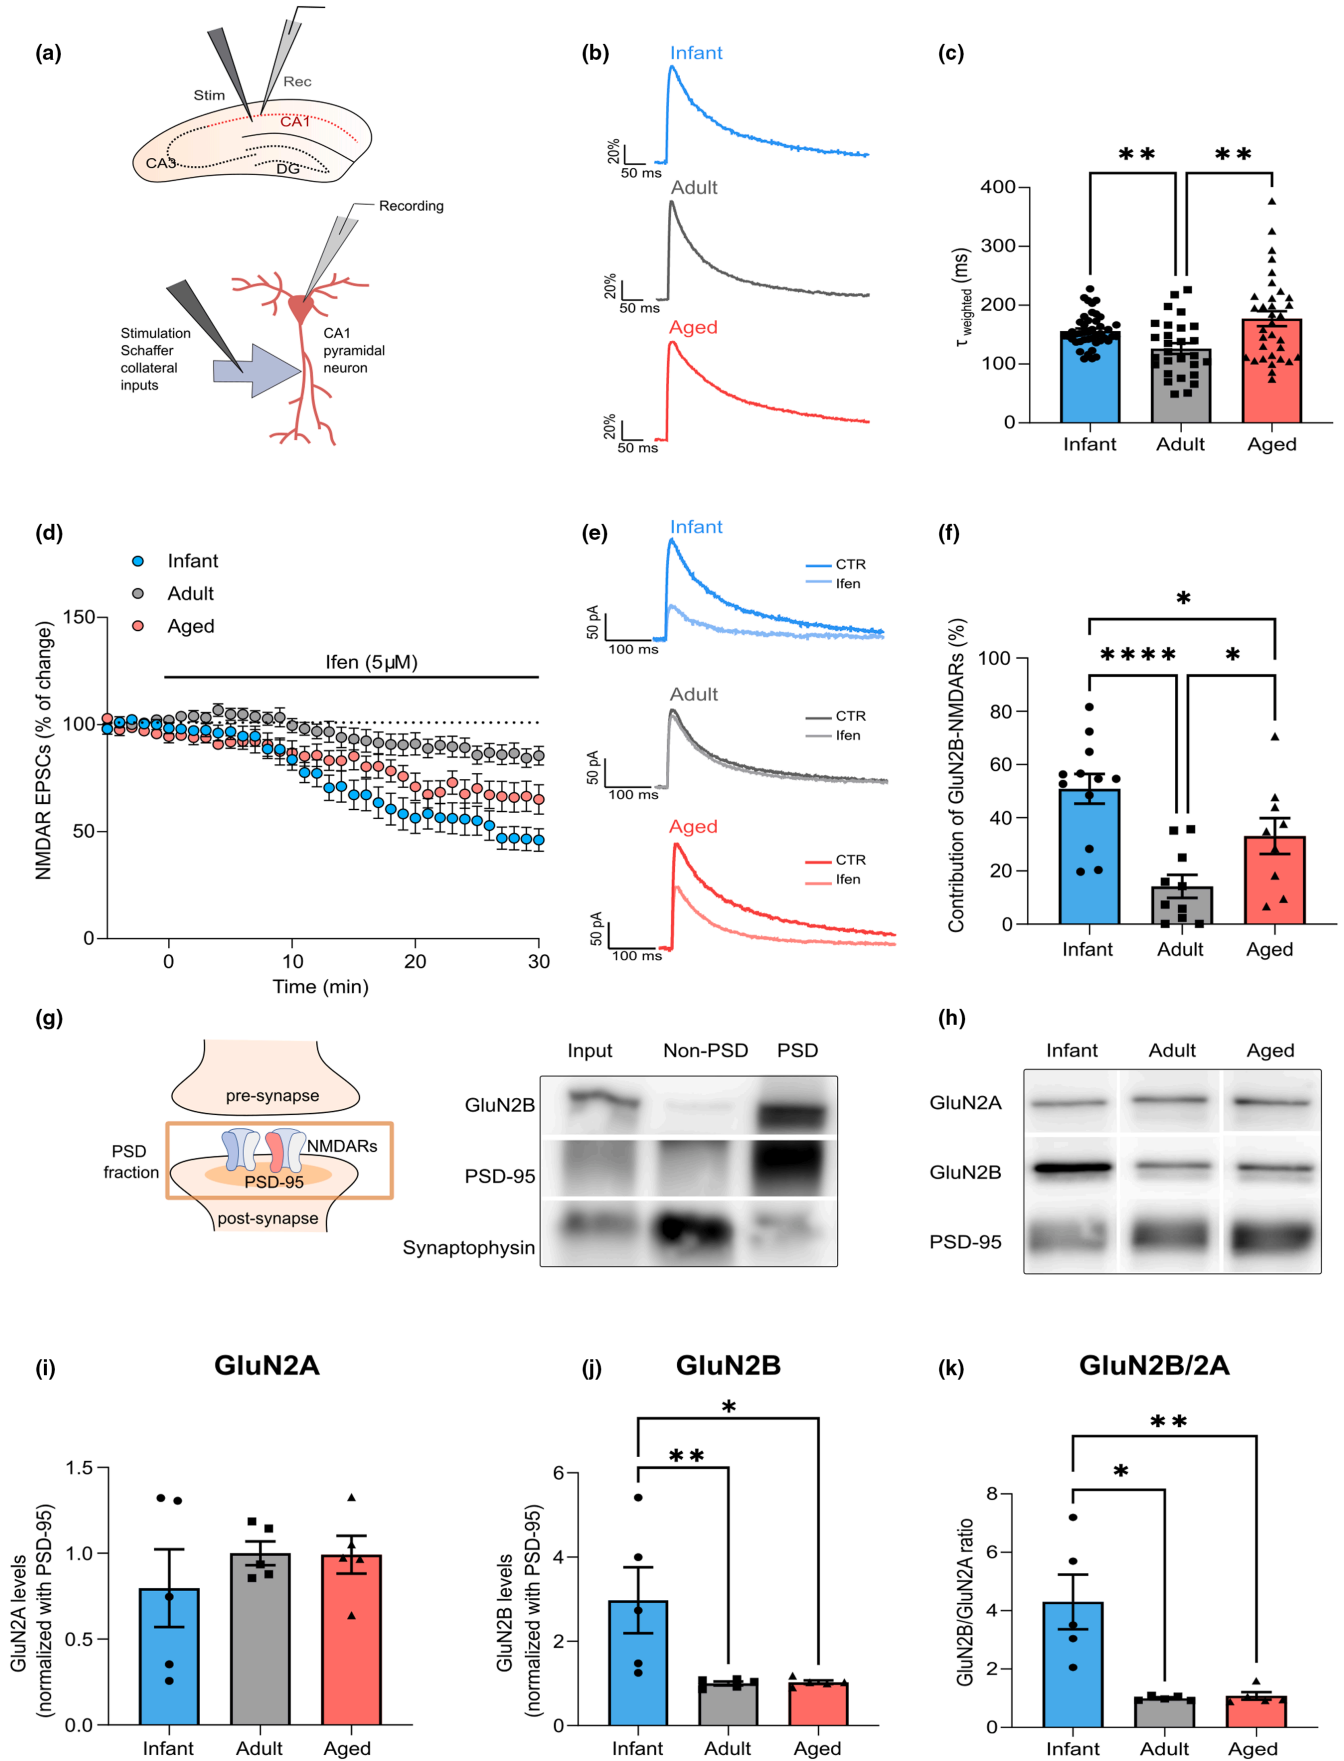 (a)
Stim
Rec
CA1
CA3
DG
Recording
Stimulation
Schaffer
collateral
inputs
CA1
pyramidal
neuron
(b)
Infant
20%
50 ms
Adult
20%
50 ms
Aged
20%
50 ms
(c)
** **
400
300
200
100
0
τ weighted (ms)
Infant Adult Aged
(d)
Infant
Adult
Aged
Ifen (5µM)
150
100
50
0
NMDAR EPSCs (% of change)
0 10 20 30
Time (min)
(e)
Infant
CTR
Ifen
50 pA
100 ms
Adult
CTR
Ifen
50 pA
100 ms
Aged
CTR
Ifen
50 pA
100 ms
(f)
*
**** *
100
80
60
40
20
0
Contribution of GluN2B-NMDARs (%)
Infant Adult Aged
(g)
pre-synapse
PSD
fraction
NMDARs
PSD-95
post-synapse
Input Non-PSD PSD
GluN2B
PSD-95
Synaptophysin
(h)
Infant Adult Aged
GluN2A
GluN2B
PSD-95
(i)
GluN2A
1.5
1.0
0.5
0.0
GluN2A levels
(normalized with PSD-95)
Infant Adult Aged
(j)
GluN2B
*
**
6
4
2
0
GluN2B levels
(normalized with PSD-95)
Infant Adult Aged
(k)
GluN2B/2A
**
*
8
6
4
2
0
GluN2B/GluN2A ratio
Infant Adult Aged